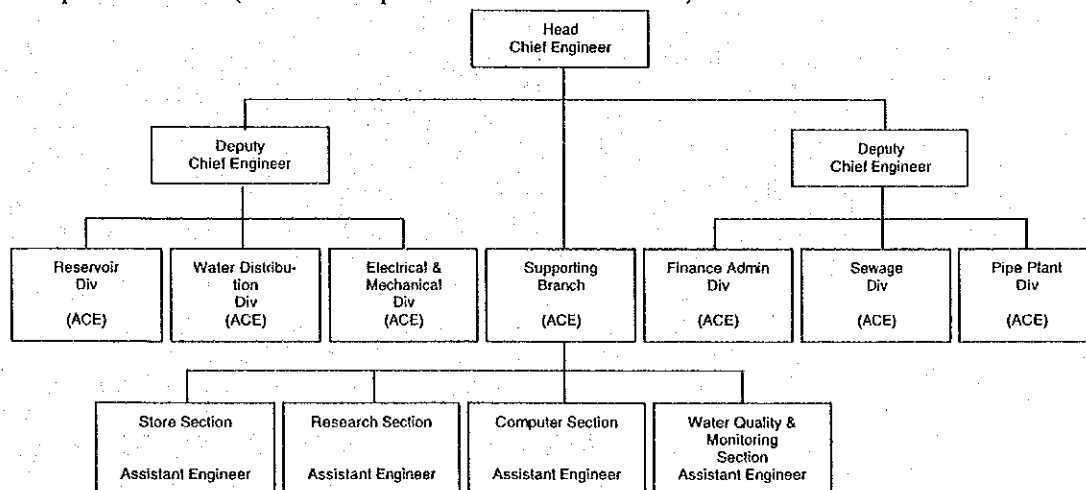 Head
Chief Engineer
Deputy
Chief Engineer
Deputy
Chief Engineer
Reservoir
Div
(ACE)
Water Distribu-
tion
Div
(ACE)
Electrical &
Mechanical
Div
(ACE)
Supporting
Branch
(ACE)
Finance Admin
Div
(ACE)
Sewage
Div
(ACE)
Pipe Plant
Div
(ACE)
Store Section
Assistant Engineer
Research Section
Assistant Engineer
Computer Section
Assistant Engineer
Water Quality &
Monitoring
Section
Assistant Engineer